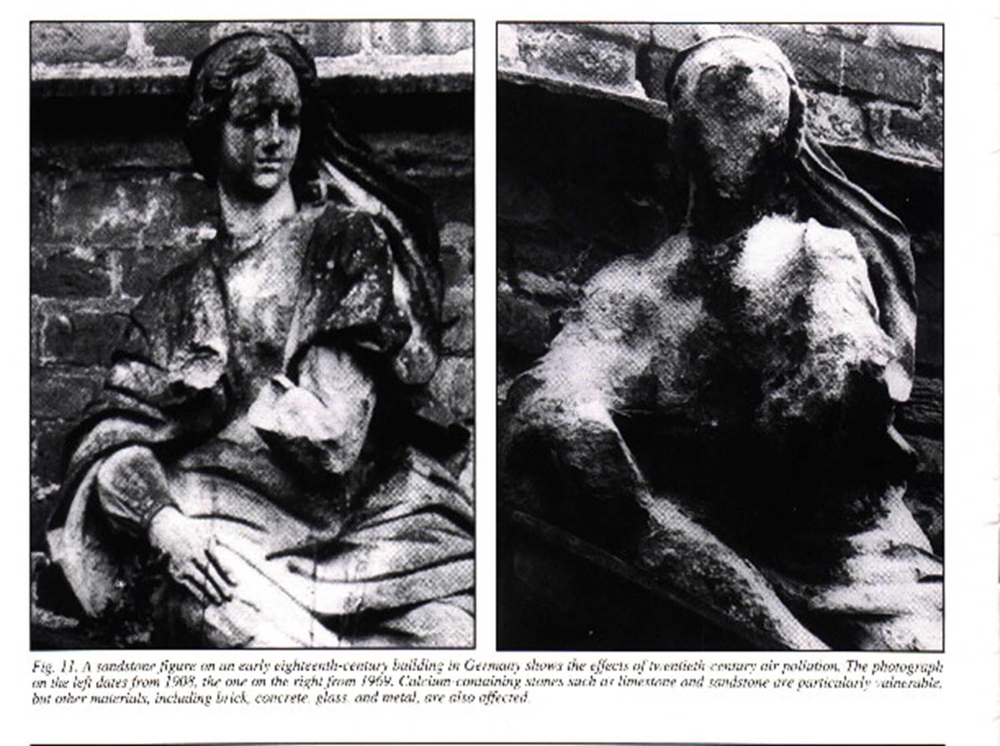 Fig. 11. A sandstone figure on an early eighteenth-century building in Germany shows the effects of twentieth-century air pollution. The photograph
on the left dates from 1908, the one on the right from 1969. Calcium-containing stones such as limestone and sandstone are particularly vulnerable,
but other materials, including brick, concrete, glass, and metal, are also affected.